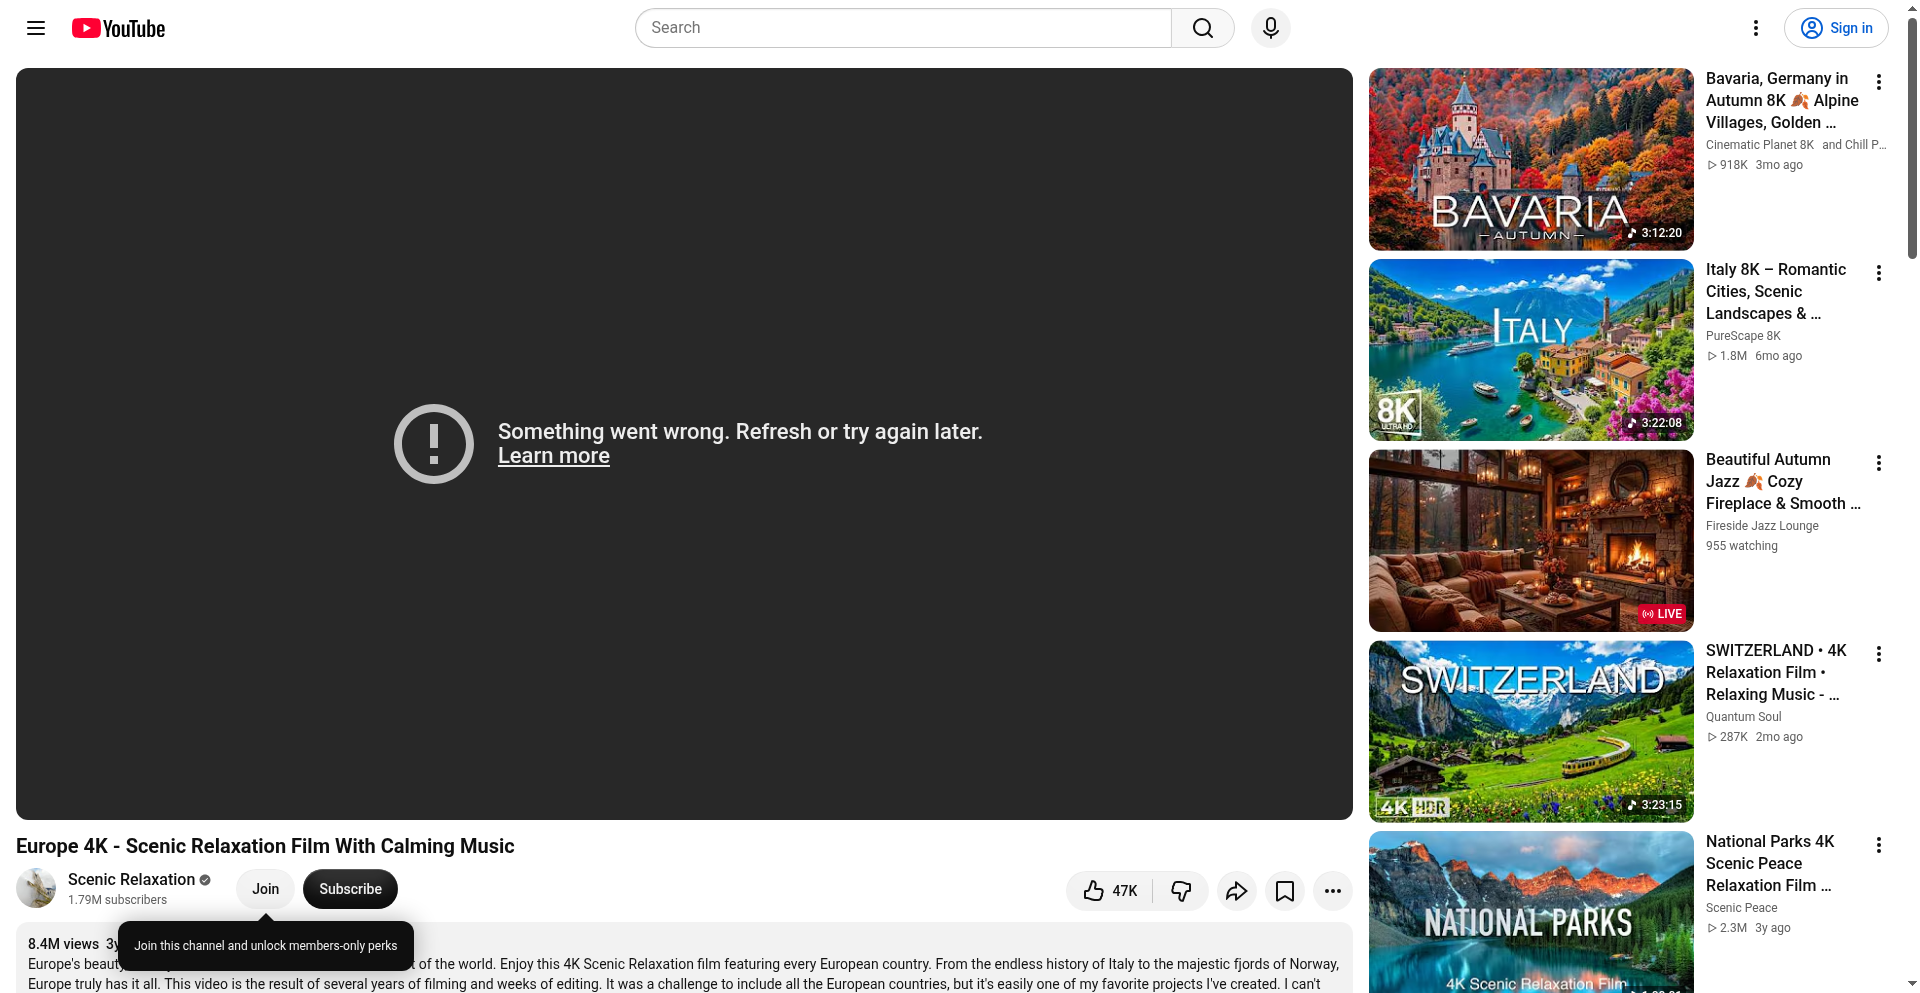 YouTube
Search
Sign in
Something went wrong. Refresh or try again later.
Learn more
Europe 4K - Scenic Relaxation Film With Calming Music
Scenic Relaxation
1.79M subscribers
Join
Subscribe
47K
Join this channel and unlock members-only perks
8.4M views 3y
Europe's beauty
t of the world. Enjoy this 4K Scenic Relaxation film featuring every European country. From the endless history of Italy to the majestic fjords of Norway,
Europe truly has it all. This video is the result of several years of filming and weeks of editing. It was a challenge to include all the European countries, but it's easily one of my favorite projects I've created. I can't
BAVARIA
AUTUMN
3:12:20
Bavaria, Germany in
Autumn 8K 🍂 Alpine
Villages, Golden …
Cinematic Planet 8K and Chill P…
918K 3mo ago
ITALY
8K
ULTRA HD
3:22:08
Italy 8K – Romantic
Cities, Scenic
Landscapes & …
PureScape 8K
1.8M 6mo ago
LIVE
Beautiful Autumn
Jazz 🍂 Cozy
Fireplace & Smooth …
Fireside Jazz Lounge
955 watching
SWITZERLAND
4K HDR
3:23:15
SWITZERLAND • 4K
Relaxation Film •
Relaxing Music - …
Quantum Soul
287K 2mo ago
NATIONAL PARKS
4K Scenic Relaxation Film
National Parks 4K
Scenic Peace
Relaxation Film …
Scenic Peace
2.3M 3y ago